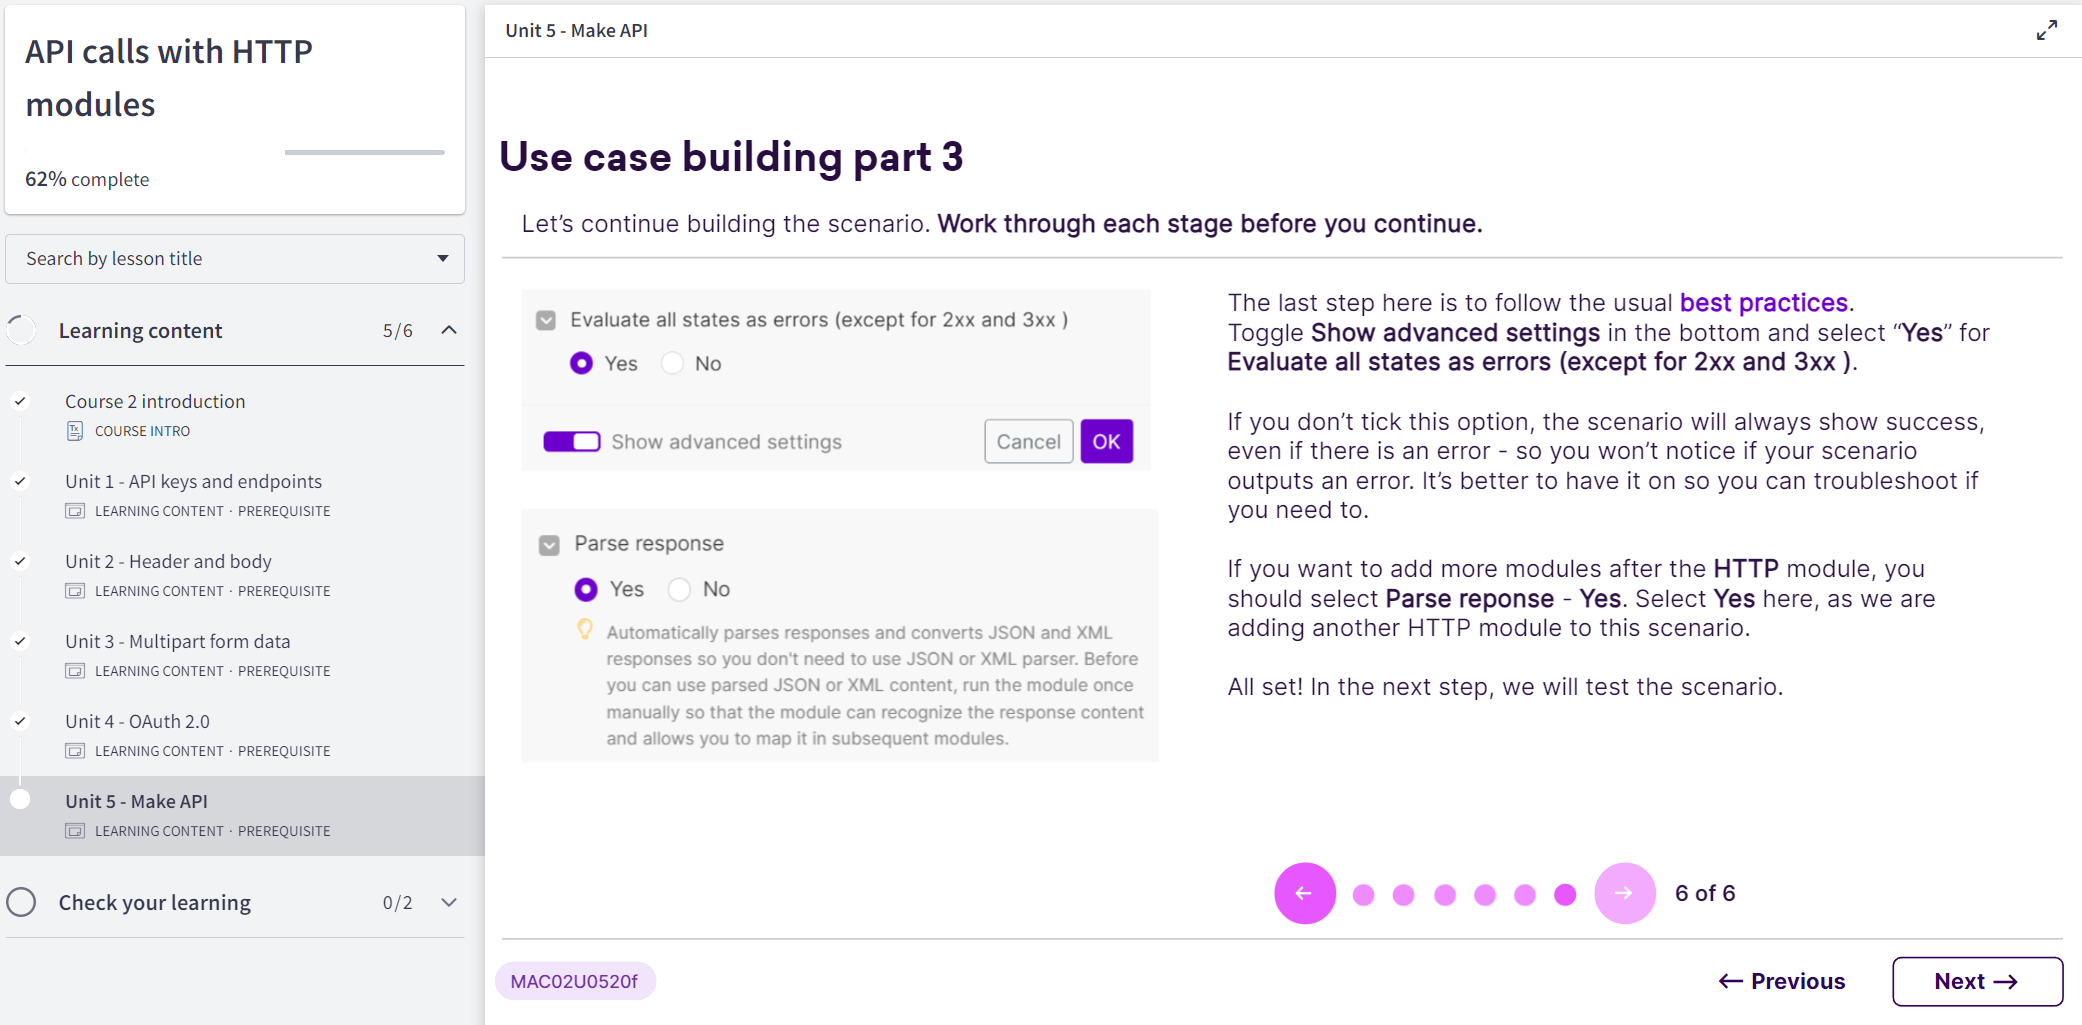 API calls with HTTP
modules
62% complete
Search by lesson title
Learning content 5/6
Course 2 introduction
COURSE INTRO
Unit 1 - API keys and endpoints
LEARNING CONTENT · PREREQUISITE
Unit 2 - Header and body
LEARNING CONTENT · PREREQUISITE
Unit 3 - Multipart form data
LEARNING CONTENT · PREREQUISITE
Unit 4 - OAuth 2.0
LEARNING CONTENT · PREREQUISITE
Unit 5 - Make API
LEARNING CONTENT · PREREQUISITE
Check your learning 0/2
Unit 5 - Make API
Use case building part 3
Let’s continue building the scenario. Work through each stage before you continue.
Evaluate all states as errors (except for 2xx and 3xx )
Yes No
Show advanced settings Cancel OK
Parse response
Yes No
Automatically parses responses and converts JSON and XML
responses so you don't need to use JSON or XML parser. Before
you can use parsed JSON or XML content, run the module once
manually so that the module can recognize the response content
and allows you to map it in subsequent modules.
The last step here is to follow the usual best practices.
Toggle Show advanced settings in the bottom and select “Yes” for
Evaluate all states as errors (except for 2xx and 3xx ).
If you don’t tick this option, the scenario will always show success,
even if there is an error - so you won’t notice if your scenario
outputs an error. It’s better to have it on so you can troubleshoot if
you need to.
If you want to add more modules after the HTTP module, you
should select Parse reponse - Yes. Select Yes here, as we are
adding another HTTP module to this scenario.
All set! In the next step, we will test the scenario.
6 of 6
MAC02U0520f
← Previous Next →